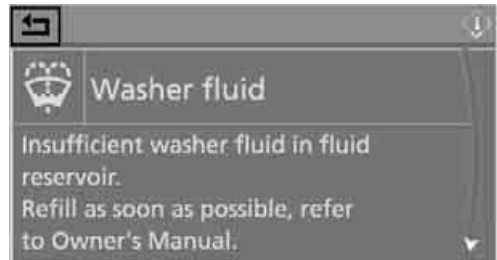 Washer fluid
Insufficient washer fluid in fluid
reservoir.
Refill as soon as possible, refer
to Owner's Manual.